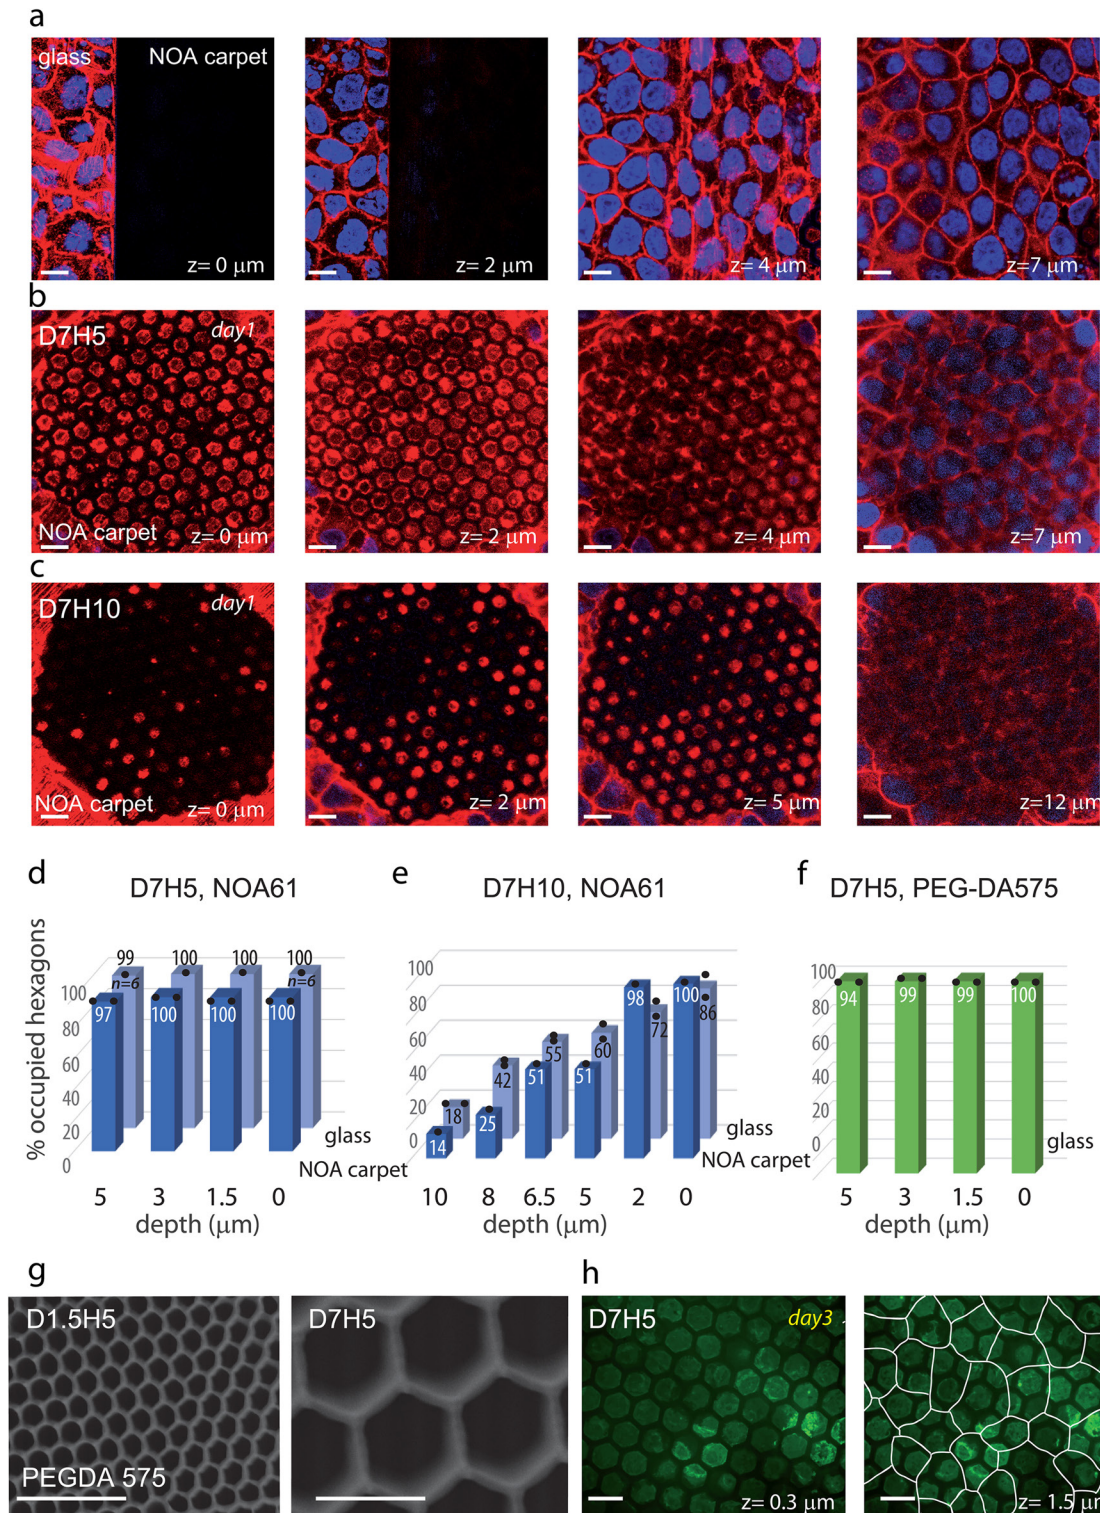 a
glass NOA carpet
z= 0 μm
z= 2 μm
z= 4 μm
z=7 μm
b
D7H5 day1
NOA carpet z= 0 μm
z= 2 μm
z= 4 μm
z=7 μm
c
D7H10 day1
NOA carpet z= 0 μm
z= 2 μm
z= 5 μm
z=12 μm
d
D7H5, NOA61
% occupied hexagons
100
80
60
40
20
0
99 100 100 100
n=6 n=6
97 100 100 100
glass
NOA carpet
5 3 1.5 0
depth (μm)
e
D7H10, NOA61
100
80
60
40
20
0
18 42 55 60 72 86
14 25 51 51 98 100
glass
NOA carpet
10 8 6.5 5 2 0
depth (μm)
f
D7H5, PEG-DA575
100
80
60
40
20
0
94 99 99 100
glass
5 3 1.5 0
depth (μm)
g
D1.5H5
PEGDA 575
D7H5
h
D7H5 day3
z= 0.3 μm
z= 1.5 μm